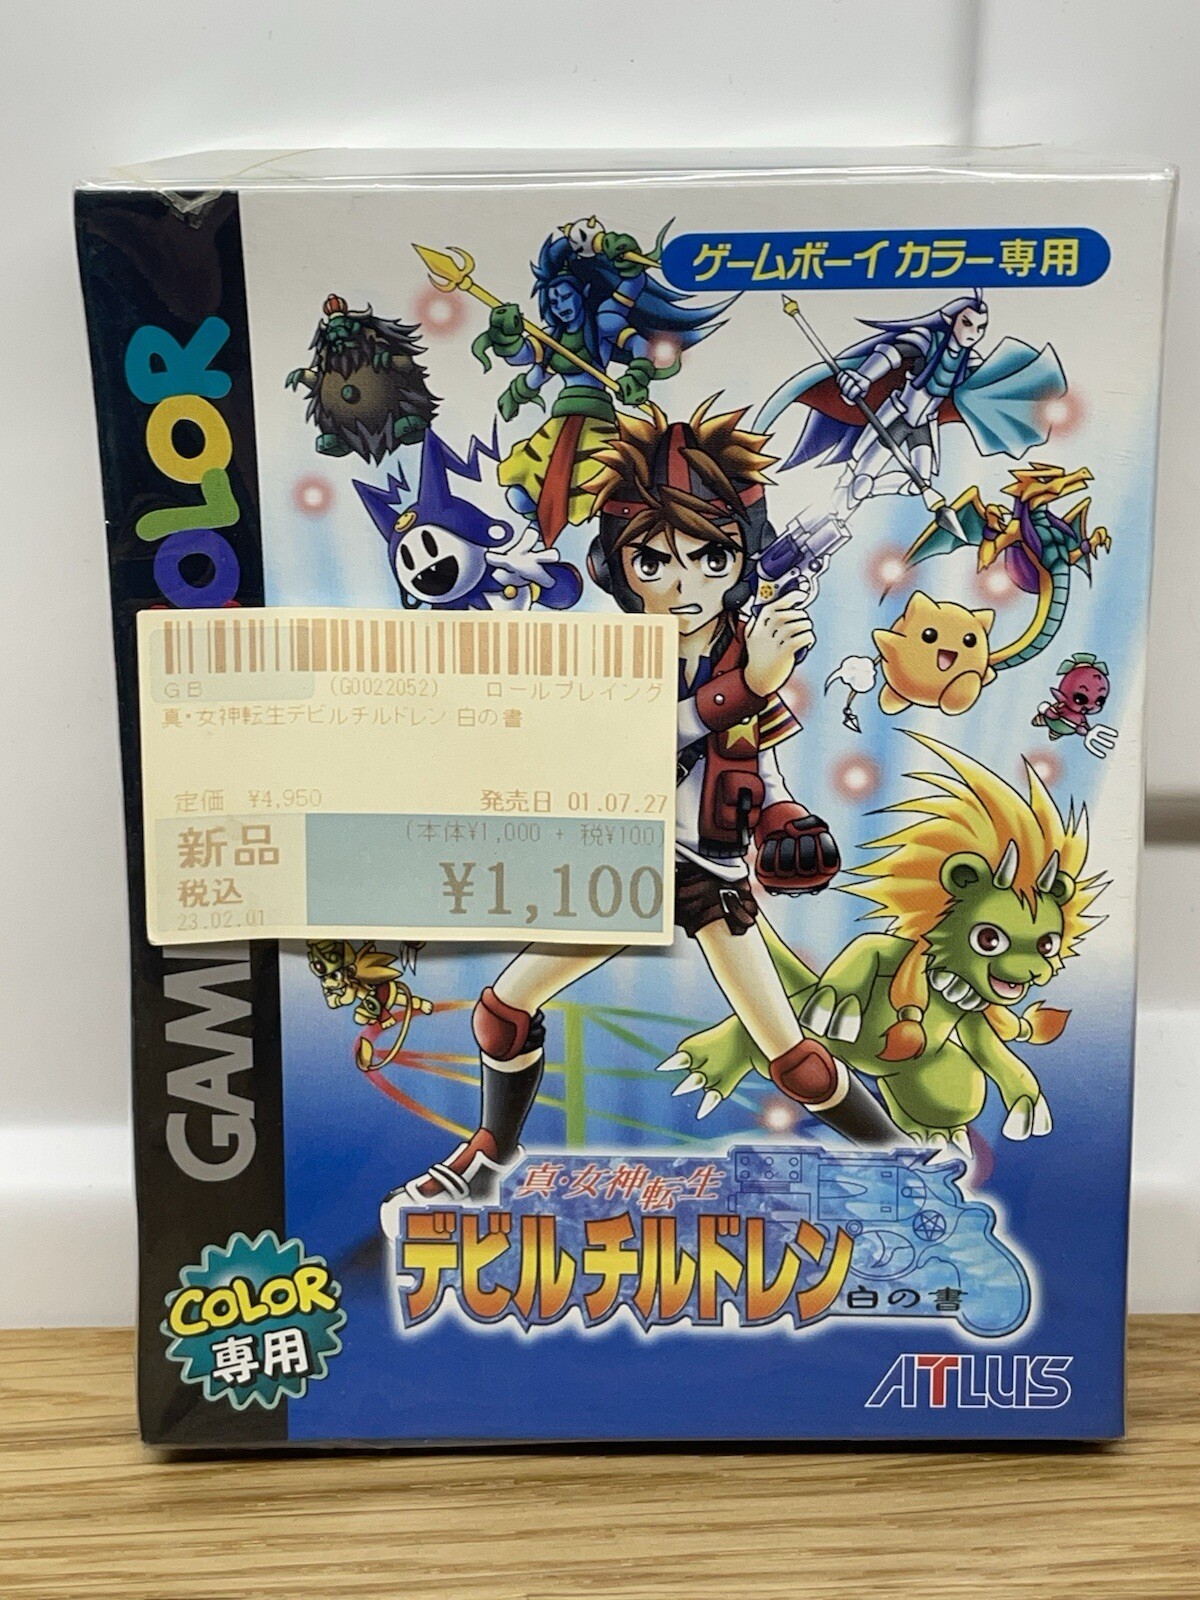 ゲームボーイカラー専用
GAM
COLOR
GB (G0022052) ロールプレイング
真・女神転生デビルチルドレン 白の書
定価 ¥4,950 発売日 01.07.27
新品 (本体¥1,000 + 税¥100)
税込 ¥1,100
23.02.01
真・女神転生
デビルチルドレン
白の書
COLOR
専用
ATLUS